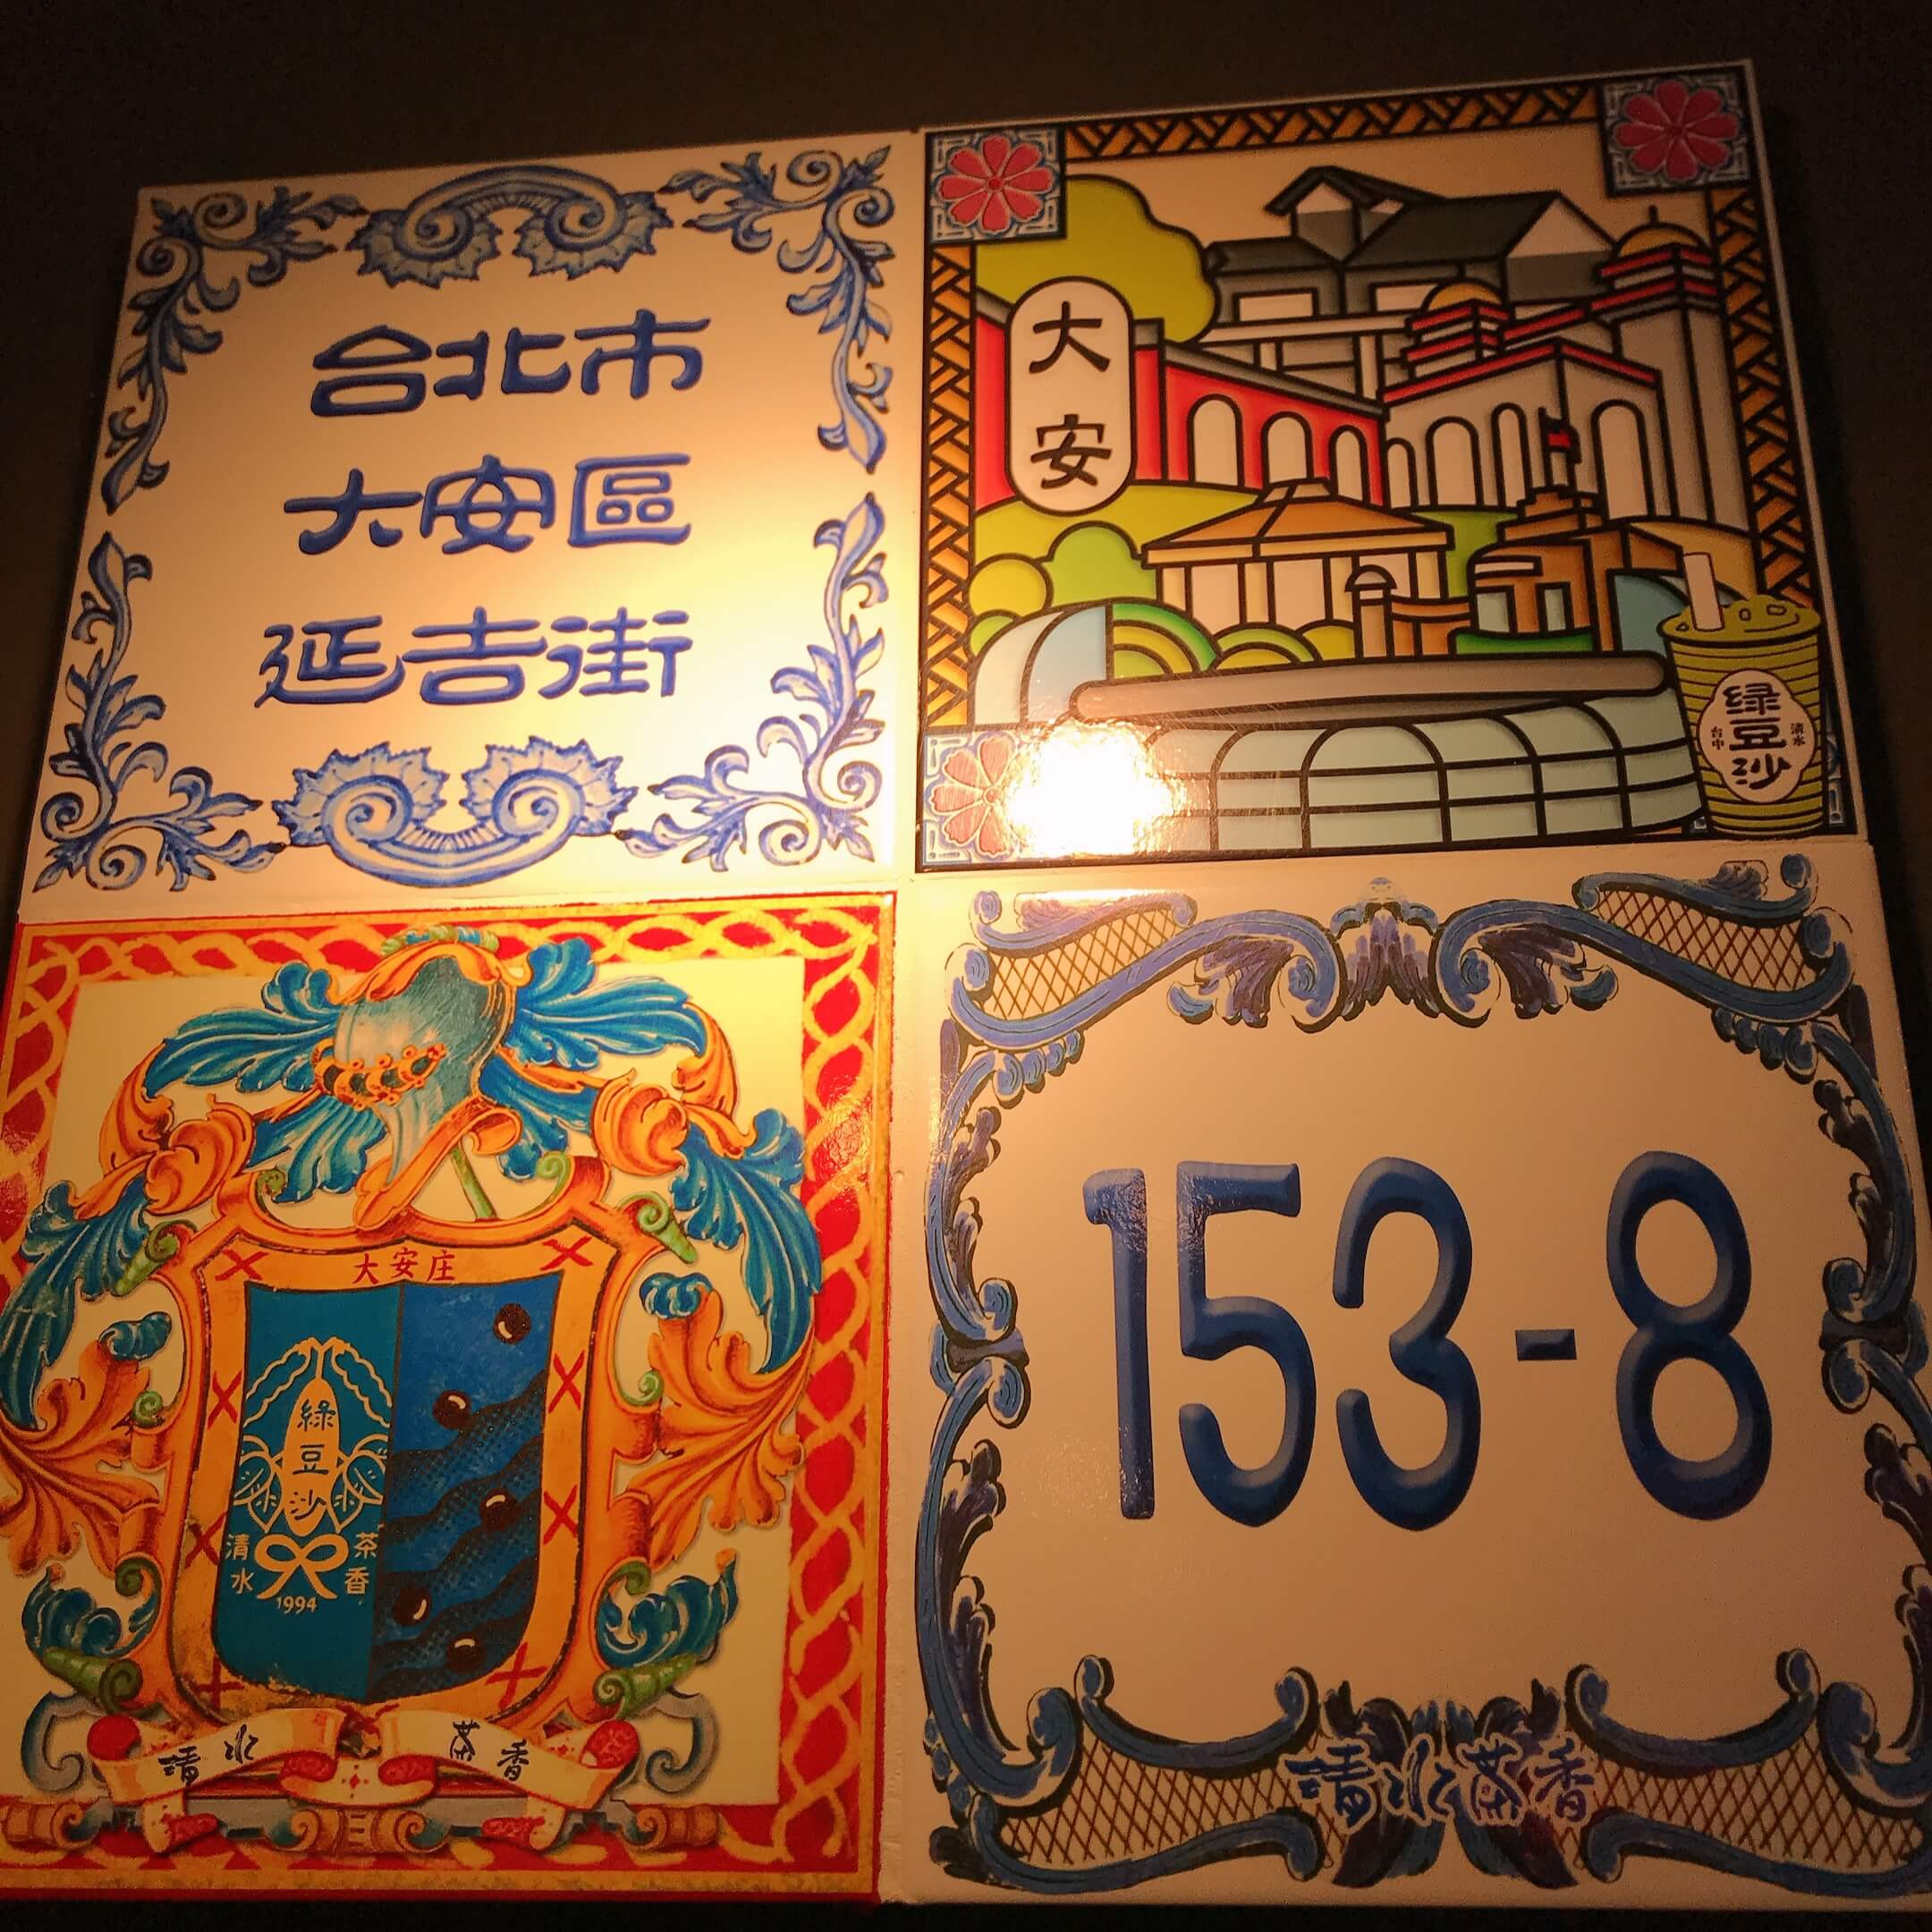 台北市
大安區
延吉街
大安
綠豆沙
台中
清水
大安庄
綠豆沙
清水
茶香
1994
清水
茶香
153-8
清水茶香